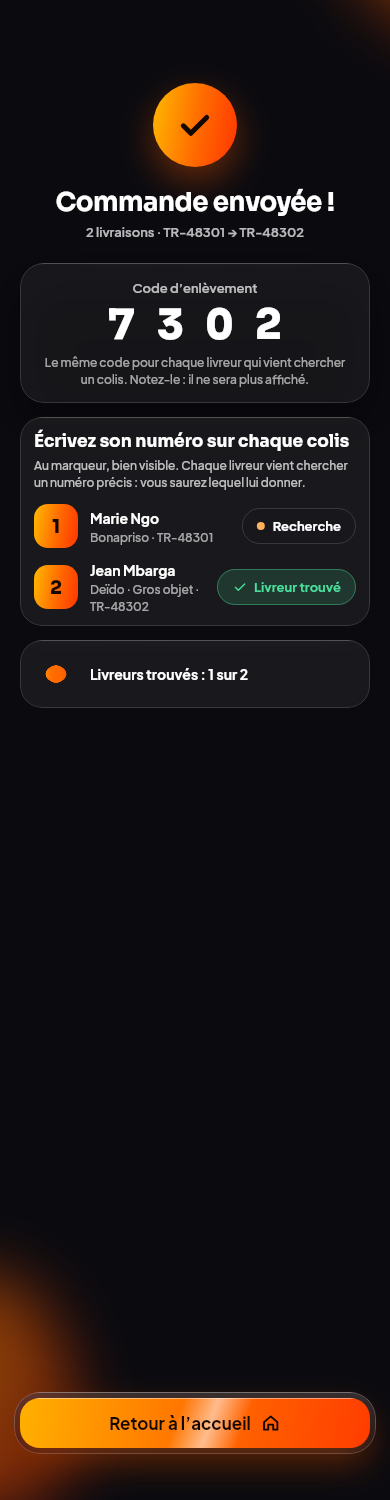 Commande envoyée !
2 livraisons · TR-48301 → TR-48302
Code d’enlèvement
7 3 0 2
Le même code pour chaque livreur qui vient chercher
un colis. Notez-le : il ne sera plus affiché.
Écrivez son numéro sur chaque colis
Au marqueur, bien visible. Chaque livreur vient chercher
un numéro précis : vous saurez lequel lui donner.
1
Marie Ngo
Bonapriso · TR-48301
Recherche
2
Jean Mbarga
Deïdo · Gros objet ·
TR-48302
Livreur trouvé
Livreurs trouvés : 1 sur 2
Retour à l’accueil